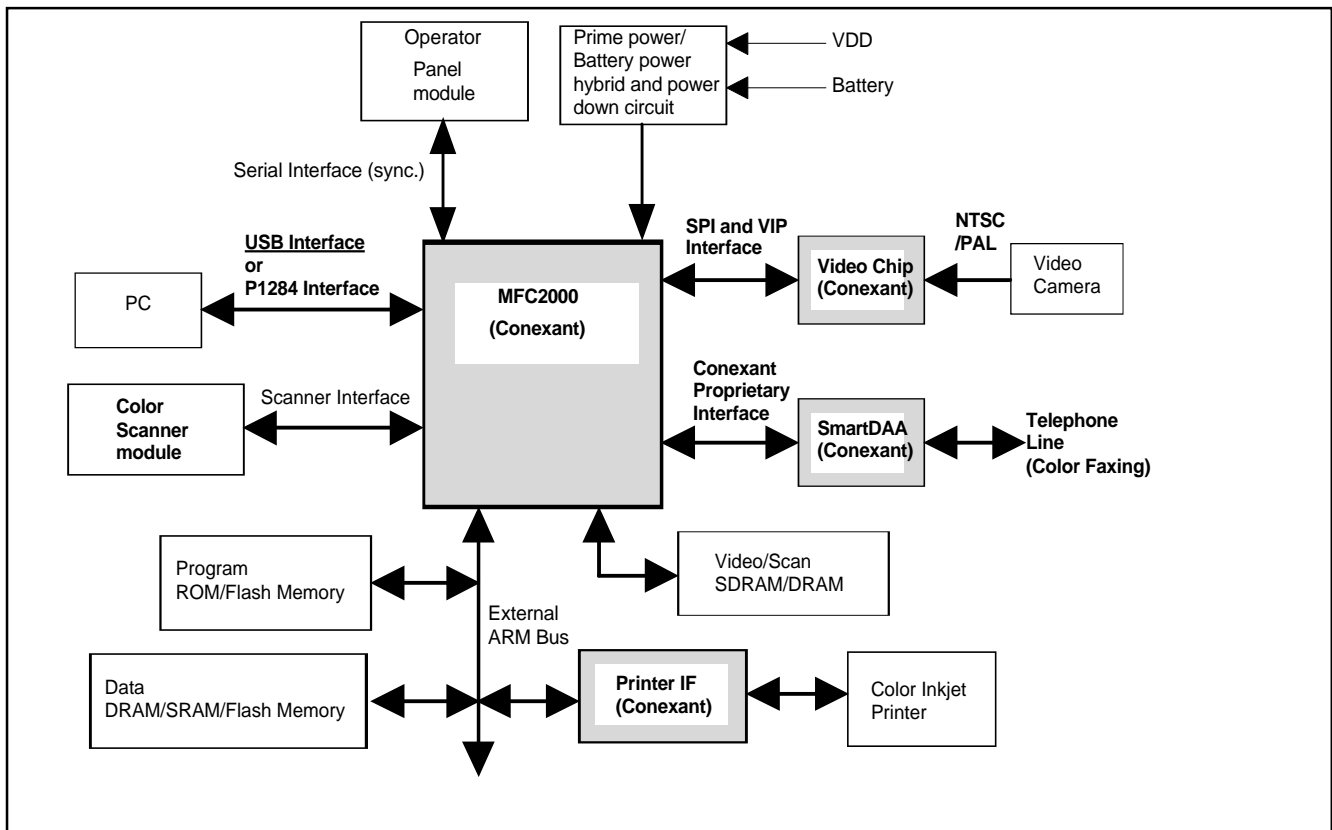 Operator
Panel
module
Prime power/
Battery power
hybrid and power
down circuit
VDD
Battery
Serial Interface (sync.)
USB Interface
or
P1284 Interface
PC
MFC2000
(Conexant)
SPI and VIP
Interface
Video Chip
(Conexant)
NTSC
/PAL
Video
Camera
Color
Scanner
module
Scanner Interface
Conexant
Proprietary
Interface
SmartDAA
(Conexant)
Telephone
Line
(Color Faxing)
Program
ROM/Flash Memory
Video/Scan
SDRAM/DRAM
External
ARM Bus
Data
DRAM/SRAM/Flash Memory
Printer IF
(Conexant)
Color Inkjet
Printer